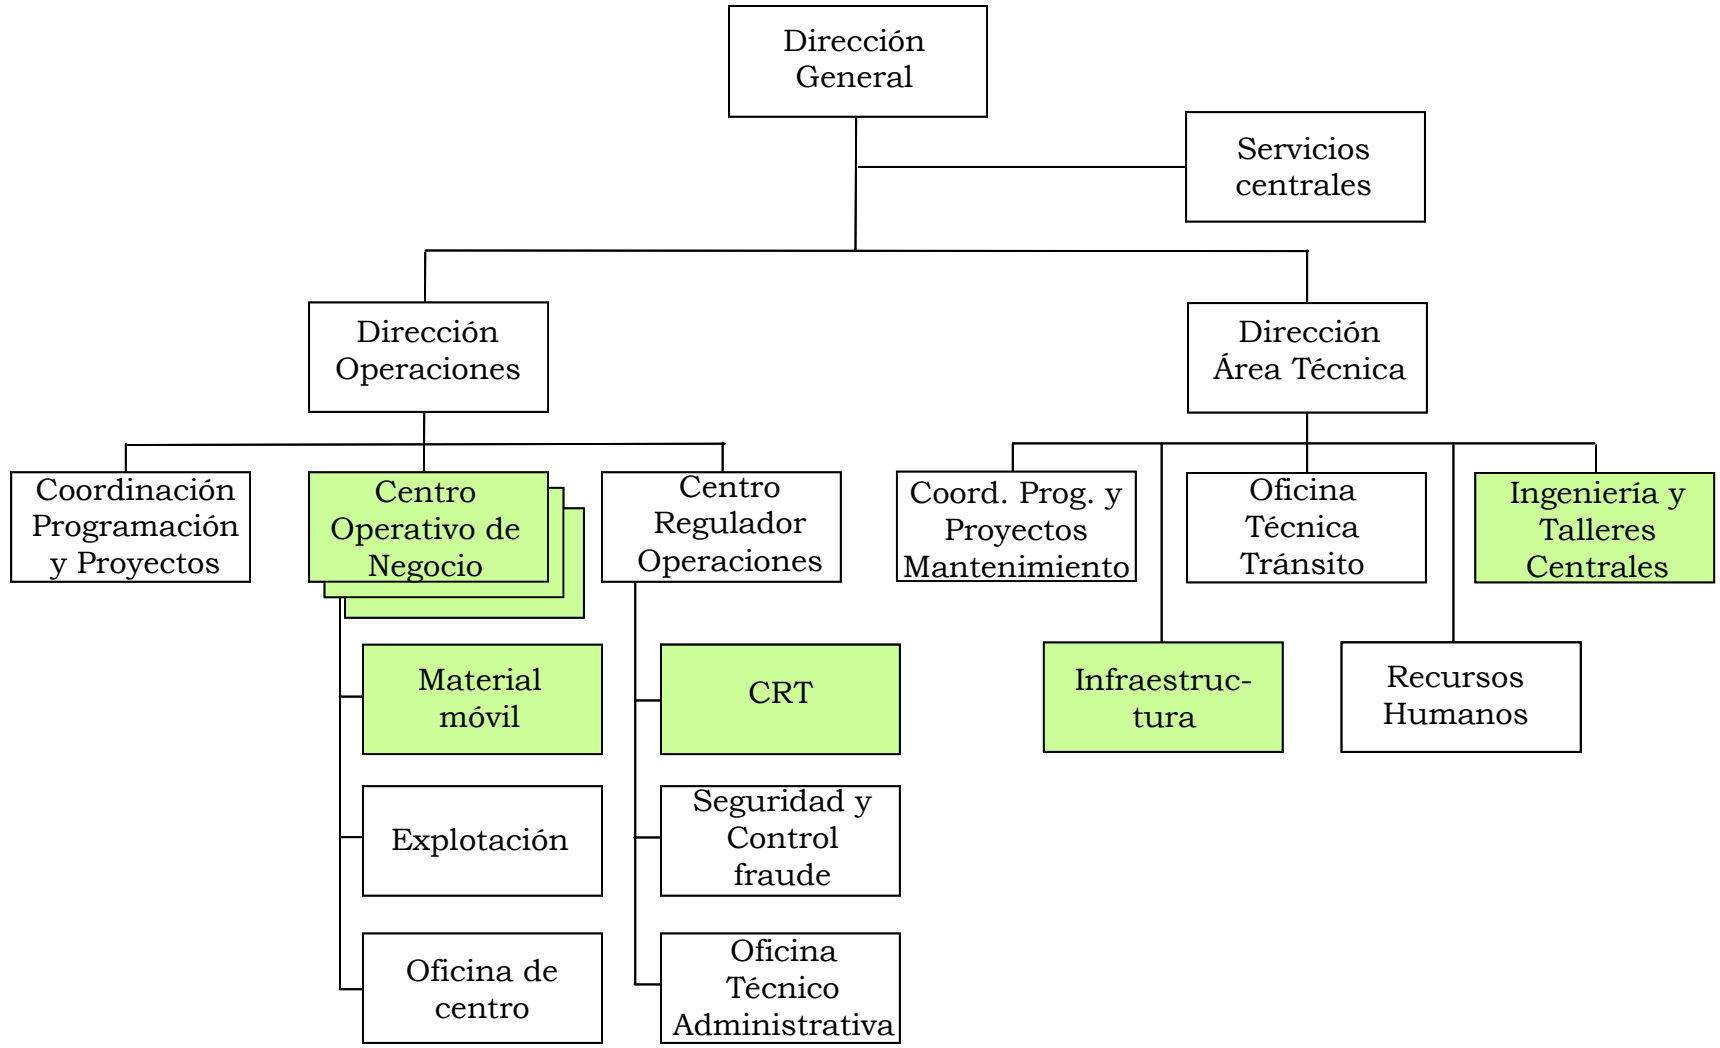 Dirección
General
Servicios
centrales
Dirección
Operaciones
Dirección
Área Técnica
Coordinación
Programación
y Proyectos
Centro
Operativo de
Negocio
Centro
Regulador
Operaciones
Coord. Prog. y
Proyectos
Mantenimiento
Oficina
Técnica
Tránsito
Ingeniería y
Talleres
Centrales
Material
móvil
CRT
Infraestruc-
tura
Recursos
Humanos
Explotación
Seguridad y
Control
fraude
Oficina de
centro
Oficina
Técnico
Administrativa